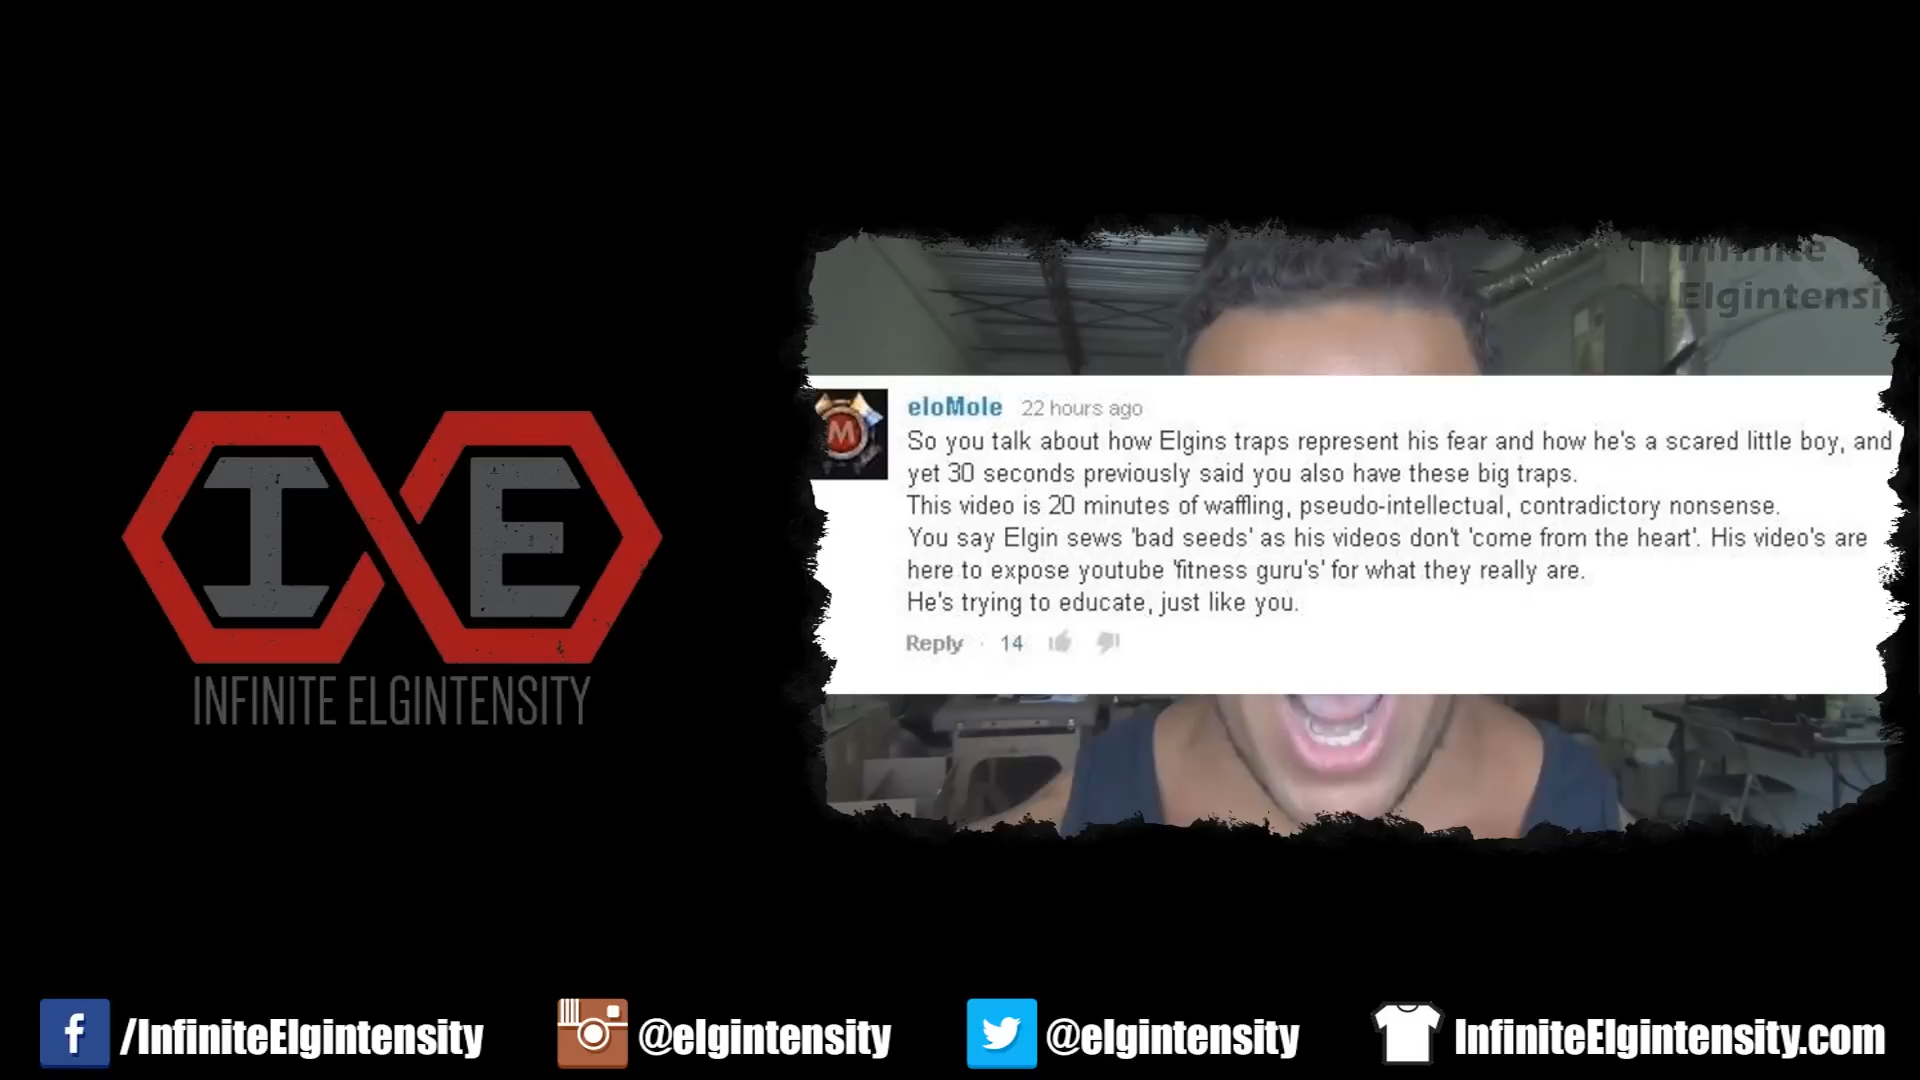 Infinite
Elgintensi
eloMole 22 hours ago
So you talk about how Elgins traps represent his fear and how he's a scared little boy, and
yet 30 seconds previously said you also have these big traps.
This video is 20 minutes of waffling, pseudo-intellectual, contradictory nonsense.
You say Elgin sews 'bad seeds' as his videos don't 'come from the heart'. His video's are
here to expose youtube 'fitness guru's' for what they really are.
He's trying to educate, just like you.
Reply · 14
M
I E
INFINITE ELGINTENSITY
f /InfiniteElgintensity @elgintensity @elgintensity InfiniteElgintensity.com